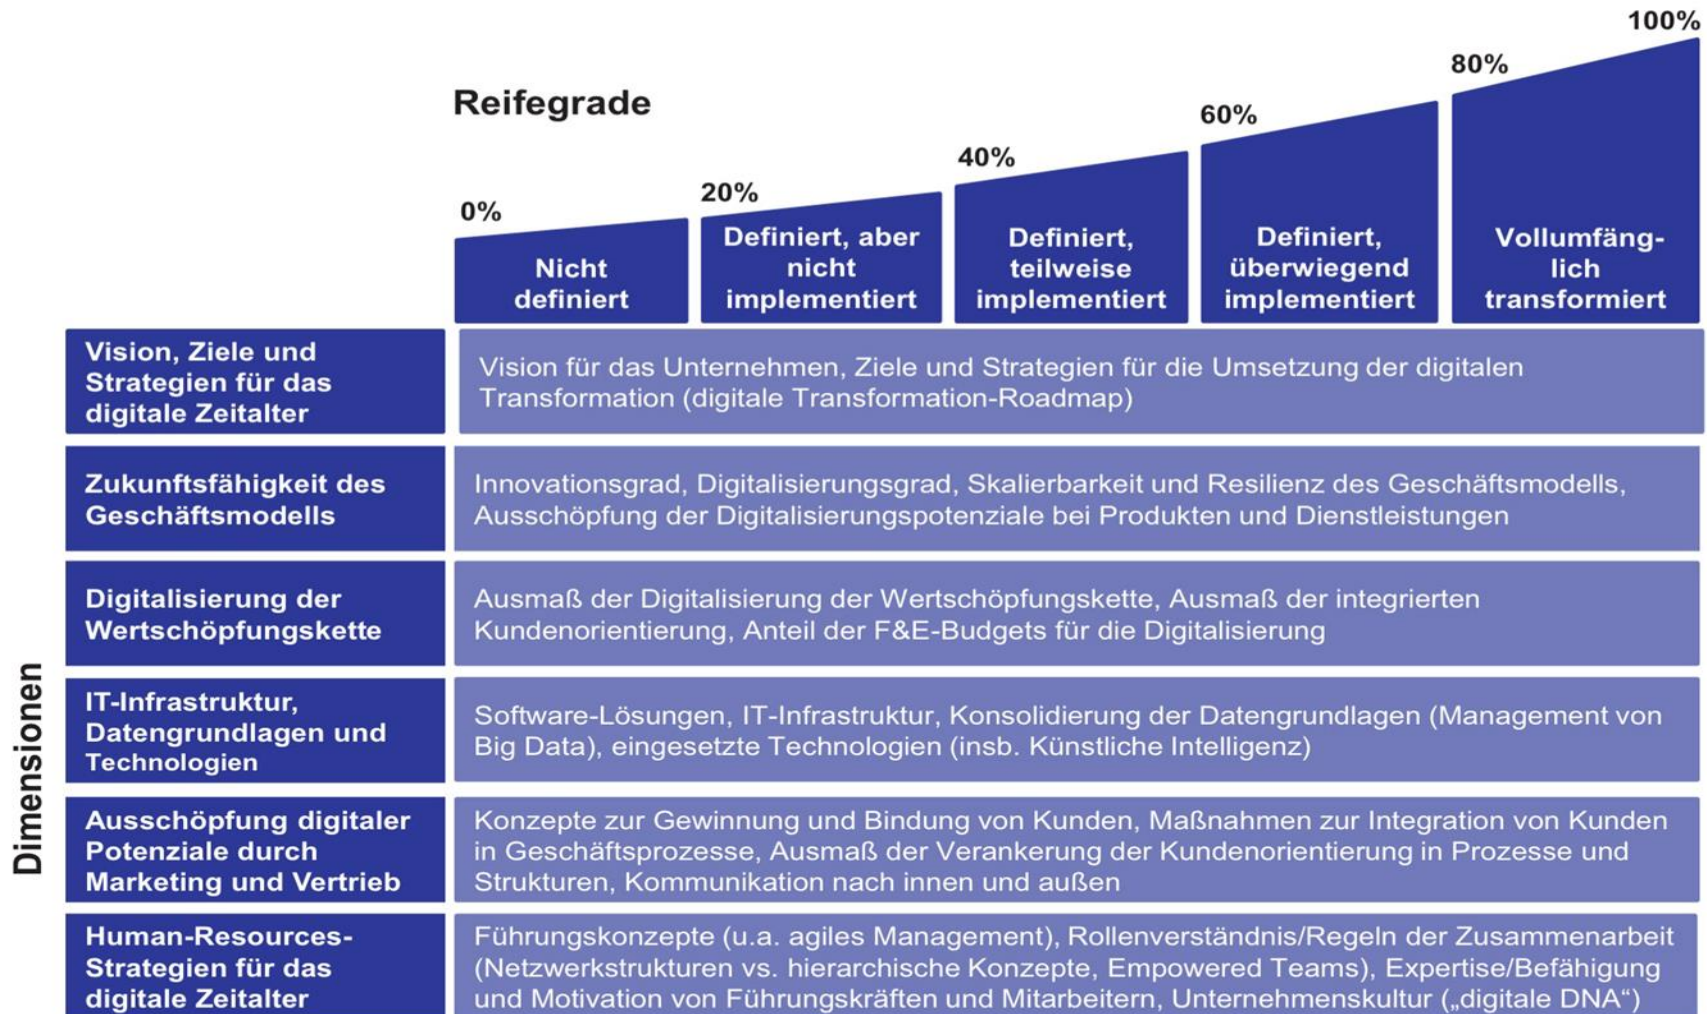 Reifegrade
0%
20%
40%
60%
80%
100%
Nicht
definiert
Definiert, aber
nicht
implementiert
Definiert,
teilweise
implementiert
Definiert,
überwiegend
implementiert
Vollumfäng-
lich
transformiert
Dimensionen
Vision, Ziele und
Strategien für das
digitale Zeitalter
Vision für das Unternehmen, Ziele und Strategien für die Umsetzung der digitalen
Transformation (digitale Transformation-Roadmap)
Zukunftsfähigkeit des
Geschäftsmodells
Innovationsgrad, Digitalisierungsgrad, Skalierbarkeit und Resilienz des Geschäftsmodells,
Ausschöpfung der Digitalisierungspotenziale bei Produkten und Dienstleistungen
Digitalisierung der
Wertschöpfungskette
Ausmaß der Digitalisierung der Wertschöpfungskette, Ausmaß der integrierten
Kundenorientierung, Anteil der F&E-Budgets für die Digitalisierung
IT-Infrastruktur,
Datengrundlagen und
Technologien
Software-Lösungen, IT-Infrastruktur, Konsolidierung der Datengrundlagen (Management von
Big Data), eingesetzte Technologien (insb. Künstliche Intelligenz)
Ausschöpfung digitaler
Potenziale durch
Marketing und Vertrieb
Konzepte zur Gewinnung und Bindung von Kunden, Maßnahmen zur Integration von Kunden
in Geschäftsprozesse, Ausmaß der Verankerung der Kundenorientierung in Prozesse und
Strukturen, Kommunikation nach innen und außen
Human-Resources-
Strategien für das
digitale Zeitalter
Führungskonzepte (u.a. agiles Management), Rollenverständnis/Regeln der Zusammenarbeit
(Netzwerkstrukturen vs. hierarchische Konzepte, Empowered Teams), Expertise/Befähigung
und Motivation von Führungskräften und Mitarbeitern, Unternehmenskultur („digitale DNA“)